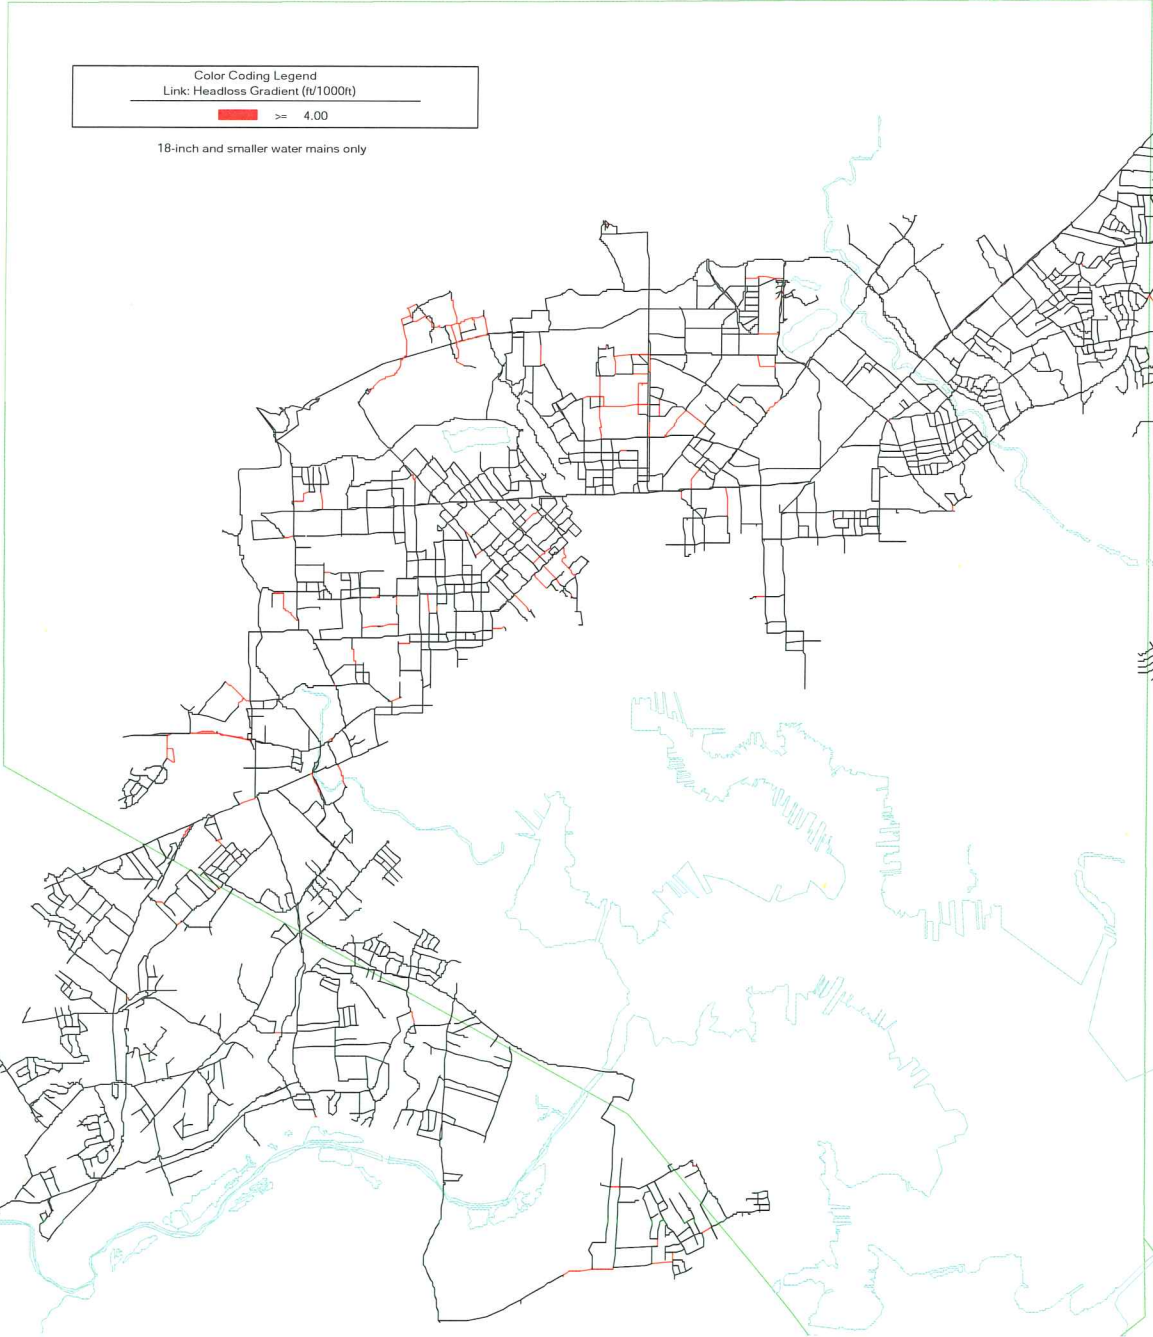 Color Coding Legend
Link: Headloss Gradient (ft/1000ft)
>= 4.00
18-inch and smaller water mains only